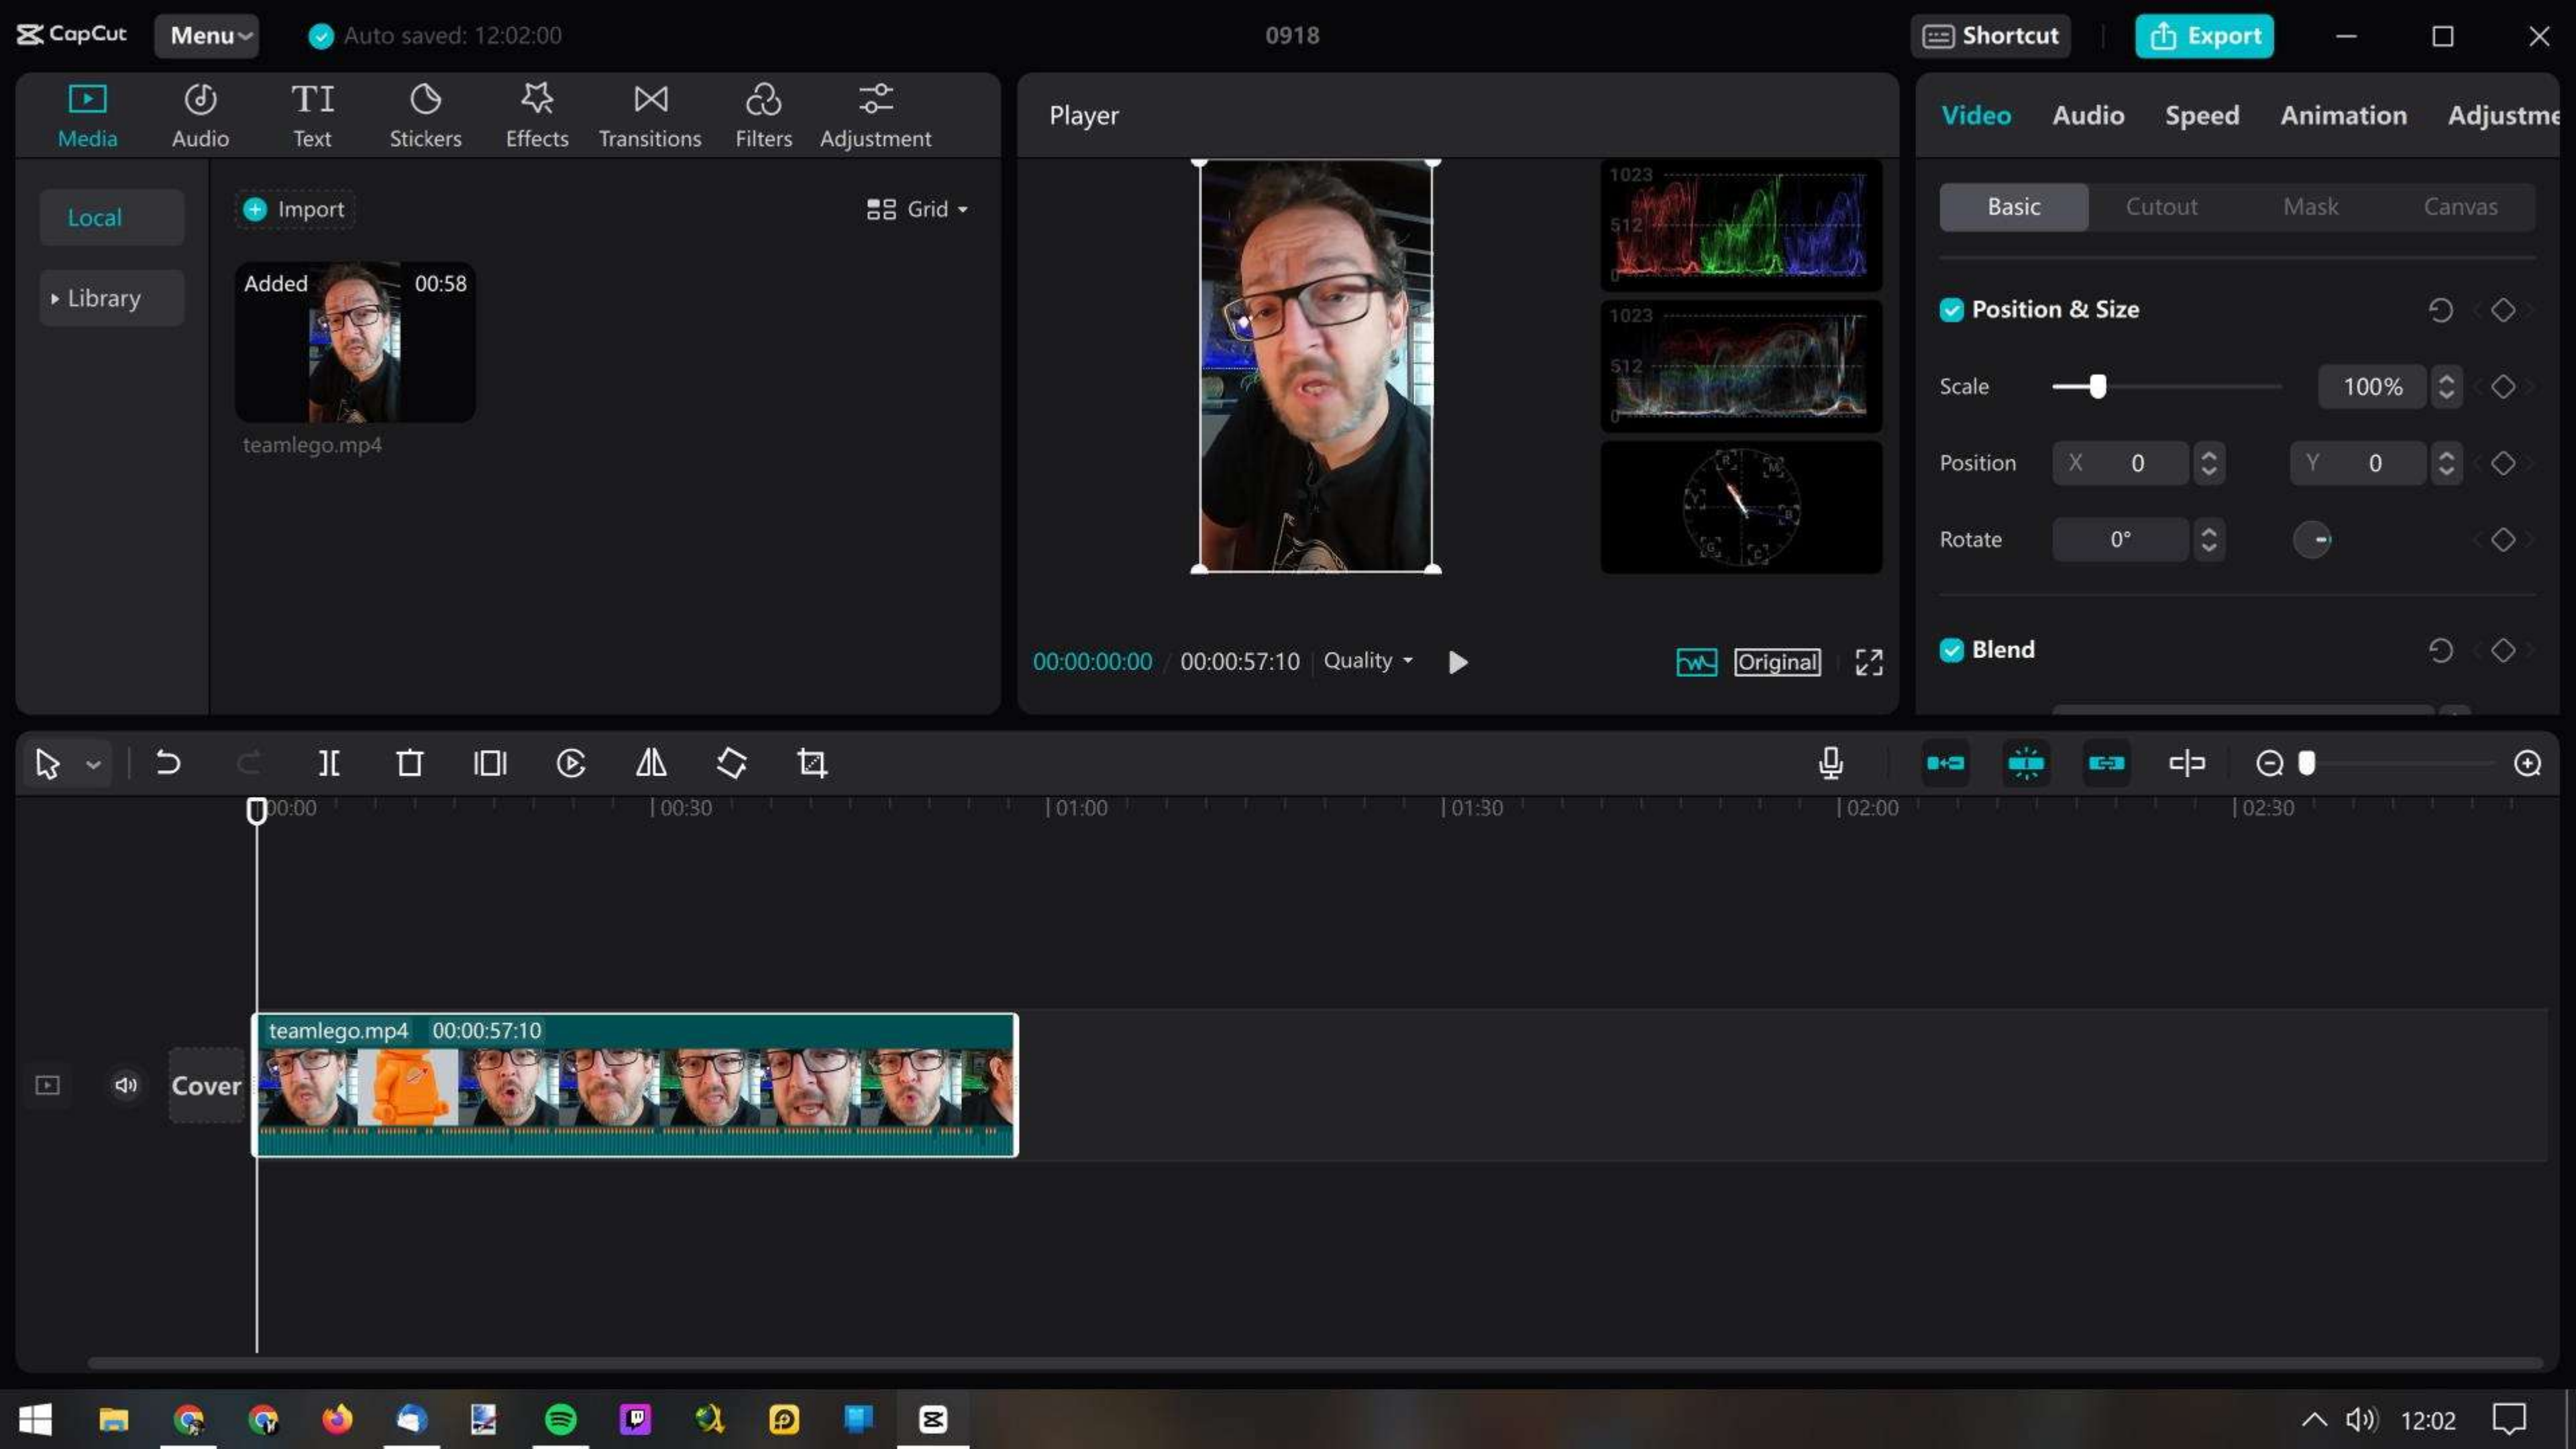 CapCut Menu Auto saved: 12:02:00 0918 Shortcut Export
Media Audio Text Stickers Effects Transitions Filters Adjustment
TI
Player
Video Audio Speed Animation Adjustme
Local
Library
Import
Grid
Added 00:58
teamlego.mp4
1023
512
0
1023
512
0
R
M
Y
B
G
C
00:00:00:00 / 00:00:57:10 Quality
Original
Basic Cutout Mask Canvas
Position & Size
Scale 100%
Position X 0 Y 0
Rotate 0°
Blend
00:00 00:30 01:00 01:30 02:00 02:30
teamlego.mp4 00:00:57:10
Cover
12:02